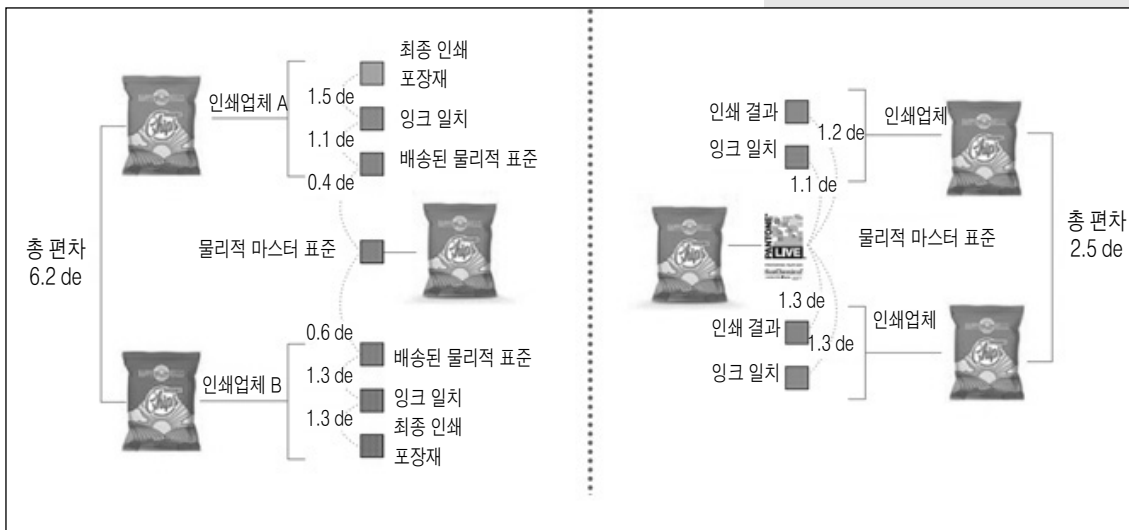 최종 인쇄
포장재
인쇄업체 A
1.5 de
잉크 일치
1.1 de
배송된 물리적 표준
0.4 de
총 편차
6.2 de
물리적 마스터 표준
0.6 de
배송된 물리적 표준
인쇄업체 B
1.3 de
잉크 일치
1.3 de
최종 인쇄
포장재
인쇄 결과
1.2 de
인쇄업체
잉크 일치
1.1 de
PANTONE
LIVE
물리적 마스터 표준
총 편차
2.5 de
1.3 de
인쇄 결과
1.3 de
인쇄업체
잉크 일치